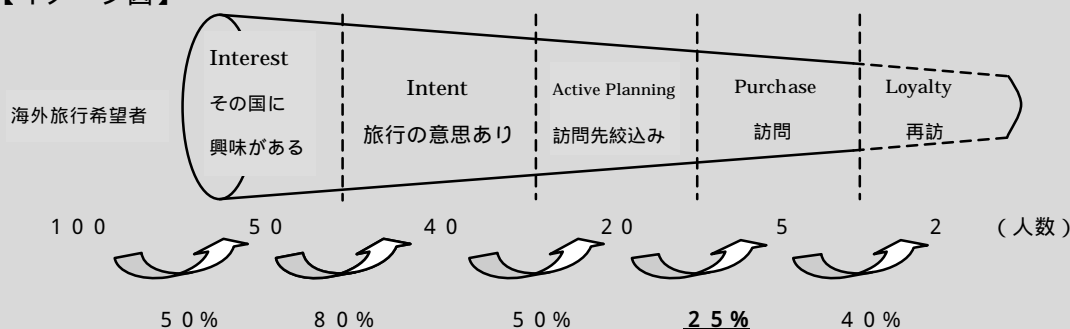 【イメージ図】
海外旅行希望者
Interest
その国に
興味がある
Intent
旅行の意思あり
Active Planning
訪問先絞込み
Purchase
訪問
Loyalty
再訪
100 50 40 20 5 2 (人数)
50% 80% 50% 25% 40%